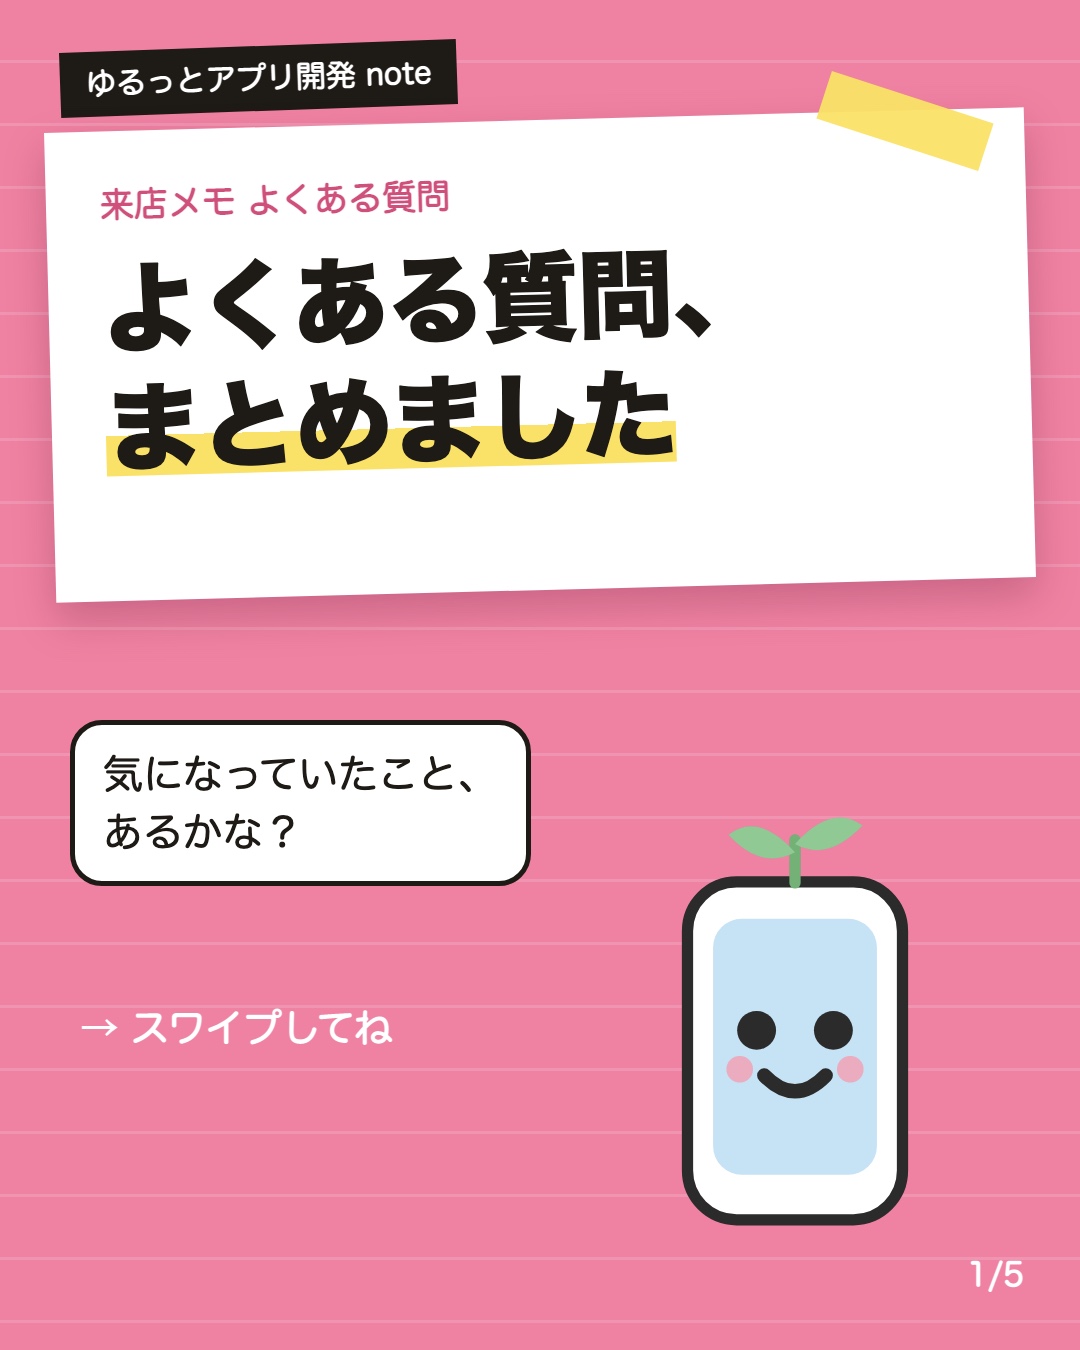 ゆるっとアプリ開発 note
来店メモ よくある質問
よくある質問、
まとめました
気になっていたこと、
あるかな？
→ スワイプしてね
1/5